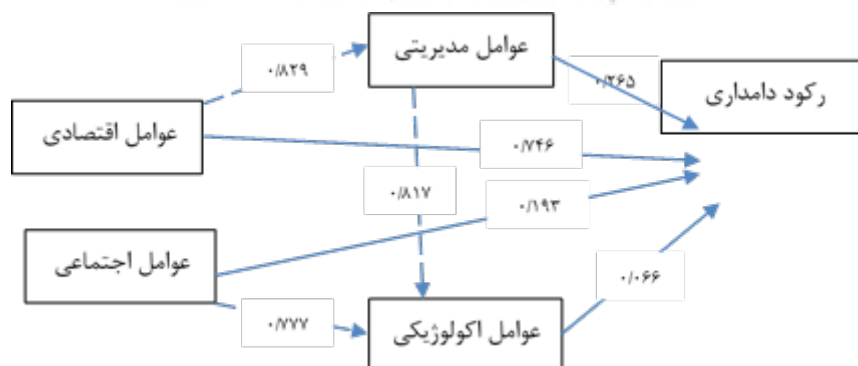 عوامل مدیریتی
۰/۸۲۹
۰/۲۶۵
رکود دامداری
عوامل اقتصادی
۰/۷۴۶
۰/۸۱۷
۰/۱۹۳
عوامل اجتماعی
۰/۰۶۶
۰/۷۷۷
عوامل اکولوژیکی